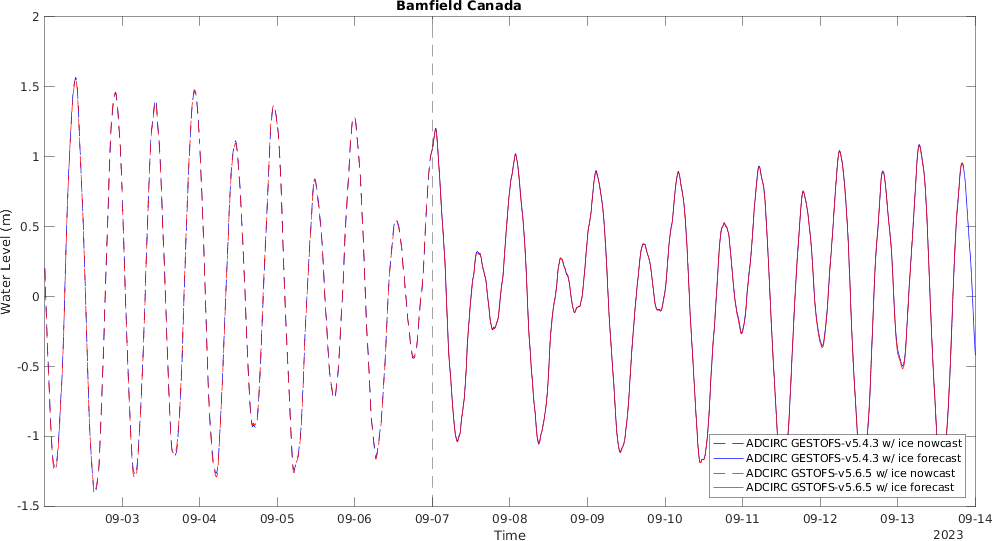 Bamfield Canada
2
1.5
1
0.5
0
-0.5
-1
-1.5
Water Level (m)
ADCIRC GESTOFS-v5.4.3 w/ ice nowcast
ADCIRC GESTOFS-v5.4.3 w/ ice forecast
ADCIRC GSTOFS-v5.6.5 w/ ice nowcast
ADCIRC GSTOFS-v5.6.5 w/ ice forecast
09-03 09-04 09-05 09-06 09-07 09-08 09-09 09-10 09-11 09-12 09-13 09-14
Time
2023